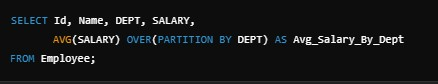 SELECT Id, Name, DEPT, SALARY,
AVG(SALARY) OVER(PARTITION BY DEPT) AS Avg_Salary_By_Dept
FROM Employee;